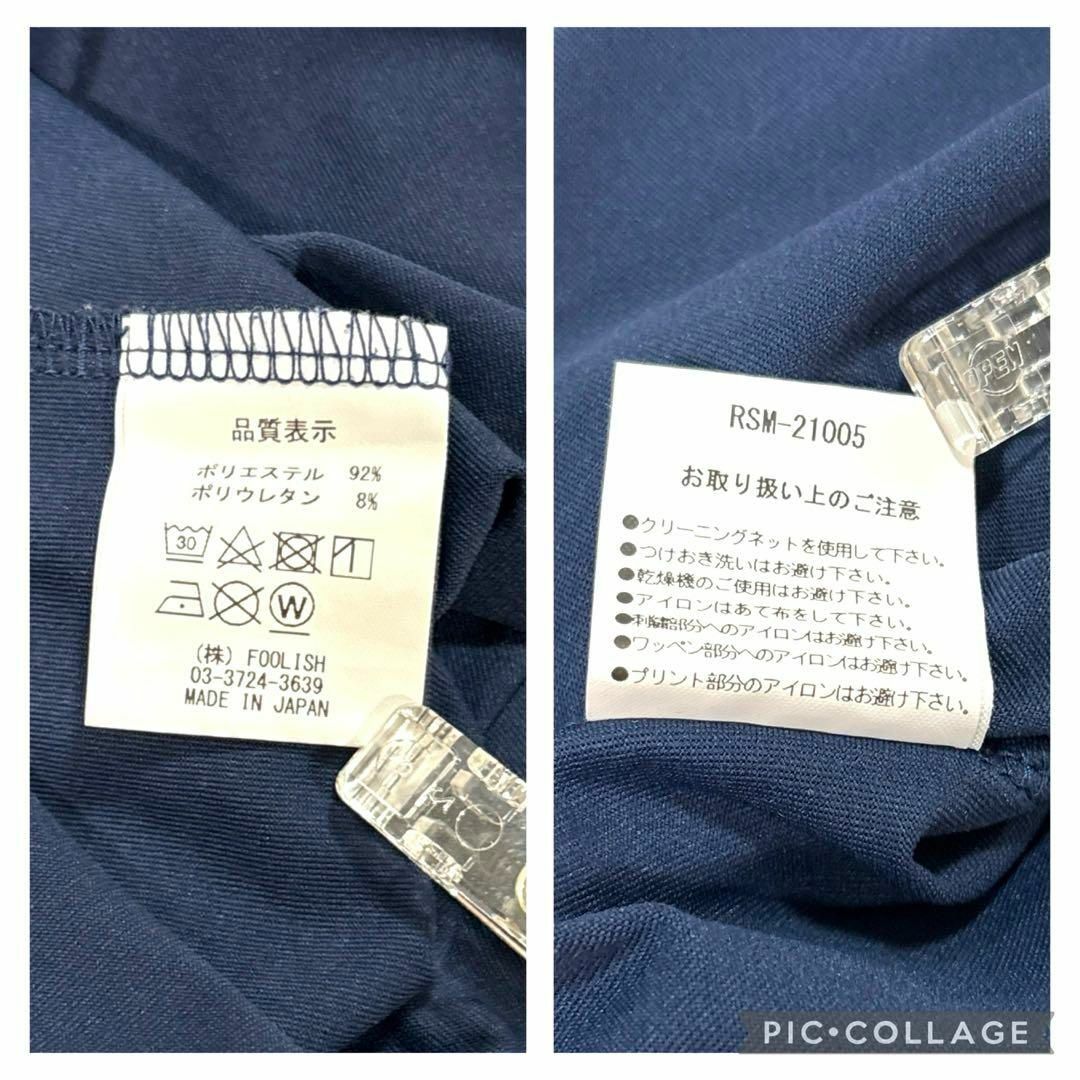 品質表示
ポリエステル 92%
ポリウレタン 8%
30
W
(株) FOOLISH
03-3724-3639
MADE IN JAPAN
OPEN
RSM-21005
お取り扱い上のご注意
●クリーニングネットを使用して下さい。
●つけおき洗いはお避け下さい。
●乾燥機のご使用はお避け下さい。
●アイロンはあて布をして下さい。
●刺繍部分へのアイロンはお避け下さい。
●ワッペン部分へのアイロンはお避け下さい。
●プリント部分のアイロンはお避け下さい。
PIC•COLLAGE